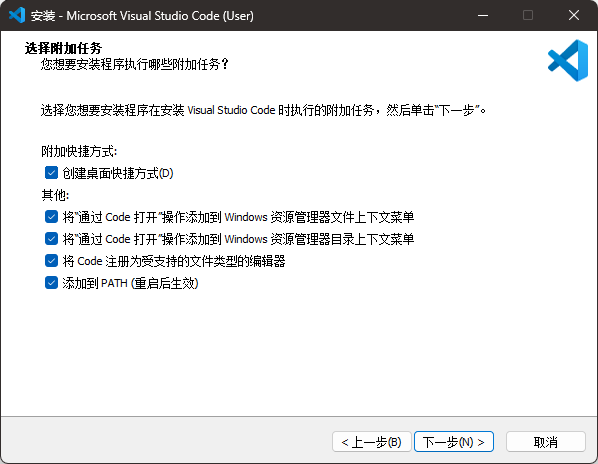 安装 - Microsoft Visual Studio Code (User)
选择附加任务
您想要安装程序执行哪些附加任务？
选择您想要安装程序在安装 Visual Studio Code 时执行的附加任务，然后单击“下一步”。
附加快捷方式:
创建桌面快捷方式(D)
其他:
将“通过 Code 打开”操作添加到 Windows 资源管理器文件上下文菜单
将“通过 Code 打开”操作添加到 Windows 资源管理器目录上下文菜单
将 Code 注册为受支持的文件类型的编辑器
添加到 PATH (重启后生效)
< 上一步(B) 下一步(N) > 取消